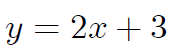 y = 2x + 3